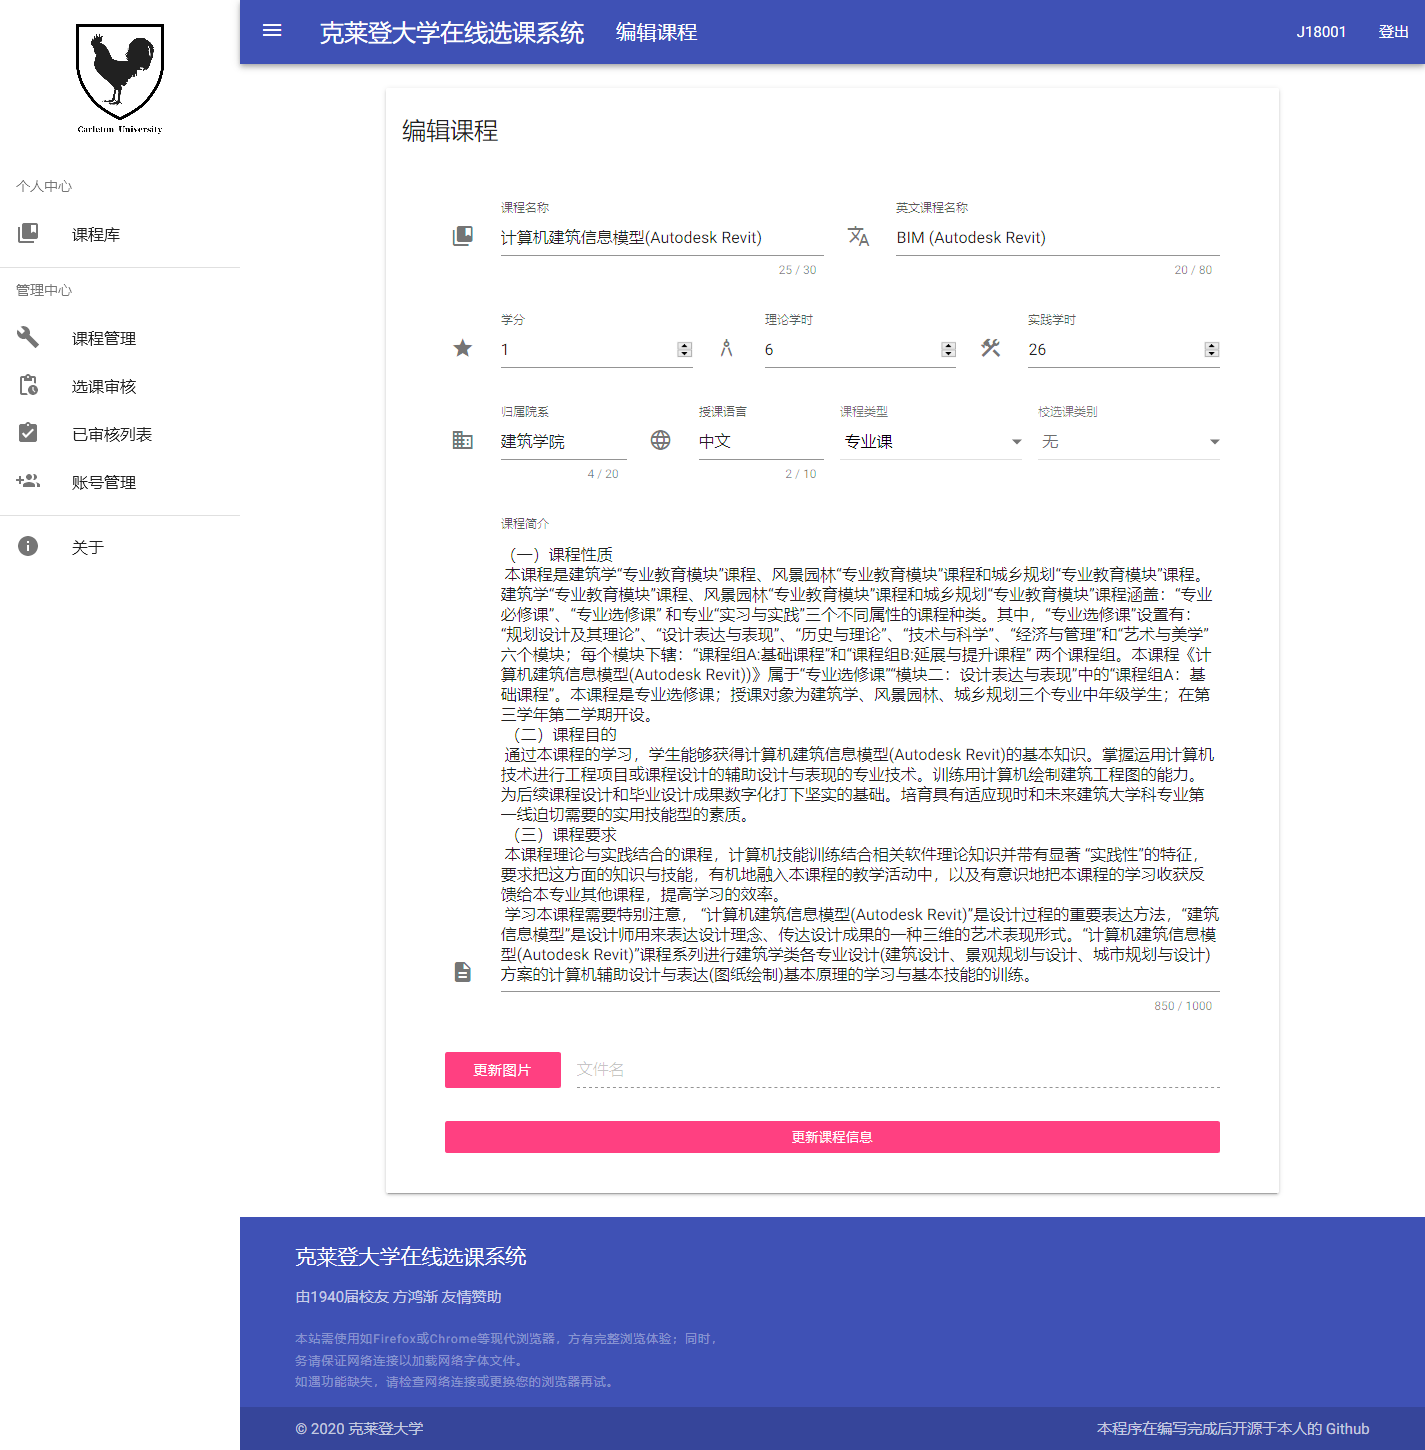 克莱登大学在线选课系统 编辑课程 J18001 登出
Carleton University
个人中心
课程库
管理中心
课程管理
选课审核
已审核列表
账号管理
关于
编辑课程
课程名称 英文课程名称
计算机建筑信息模型(Autodesk Revit) BIM (Autodesk Revit)
25 / 30 20 / 80
学分 理论学时 实践学时
1 6 26
归属院系 授课语言 课程类型 校选课类别
建筑学院 中文 专业课 无
4 / 20 2 / 10
课程简介
（一）课程性质
本课程是建筑学“专业教育模块”课程、风景园林“专业教育模块”课程和城乡规划“专业教育模块”课程。
建筑学“专业教育模块”课程、风景园林“专业教育模块”课程和城乡规划“专业教育模块”课程涵盖：“专业
必修课”、“专业选修课” 和专业“实习与实践”三个不同属性的课程种类。其中，“专业选修课”设置有：
“规划设计及其理论”、“设计表达与表现”、“历史与理论”、“技术与科学”、“经济与管理”和“艺术与美学”
六个模块；每个模块下辖：“课程组A:基础课程”和“课程组B:延展与提升课程” 两个课程组。本课程《计
算机建筑信息模型(Autodesk Revit))》属于“专业选修课”“模块二：设计表达与表现”中的“课程组A：基
础课程”。本课程是专业选修课；授课对象为建筑学、风景园林、城乡规划三个专业中年级学生；在第
三学年第二学期开设。
（二）课程目的
通过本课程的学习，学生能够获得计算机建筑信息模型(Autodesk Revit)的基本知识。掌握运用计算机
技术进行工程项目或课程设计的辅助设计与表现的专业技术。训练用计算机绘制建筑工程图的能力。
为后续课程设计和毕业设计成果数字化打下坚实的基础。培育具有适应现时和未来建筑大学科专业第
一线迫切需要的实用技能型的素质。
（三）课程要求
本课程理论与实践结合的课程，计算机技能训练结合相关软件理论知识并带有显著 “实践性”的特征，
要求把这方面的知识与技能，有机地融入本课程的教学活动中，以及有意识地把本课程的学习收获反
馈给本专业其他课程，提高学习的效率。
学习本课程需要特别注意， “计算机建筑信息模型(Autodesk Revit)”是设计过程的重要表达方法，“建筑
信息模型”是设计师用来表达设计理念、传达设计成果的一种三维的艺术表现形式。“计算机建筑信息模
型(Autodesk Revit)”课程系列进行建筑学类各专业设计(建筑设计、景观规划与设计、城市规划与设计)
方案的计算机辅助设计与表达(图纸绘制)基本原理的学习与基本技能的训练。
850 / 1000
更新图片 文件名
更新课程信息
克莱登大学在线选课系统
由1940届校友 方鸿渐 友情赞助
本站需使用如Firefox或Chrome等现代浏览器，方有完整浏览体验；同时，
务请保证网络连接以加载网络字体文件。
如遇功能缺失，请检查网络连接或更换您的浏览器再试。
© 2020 克莱登大学 本程序在编写完成后开源于本人的 Github